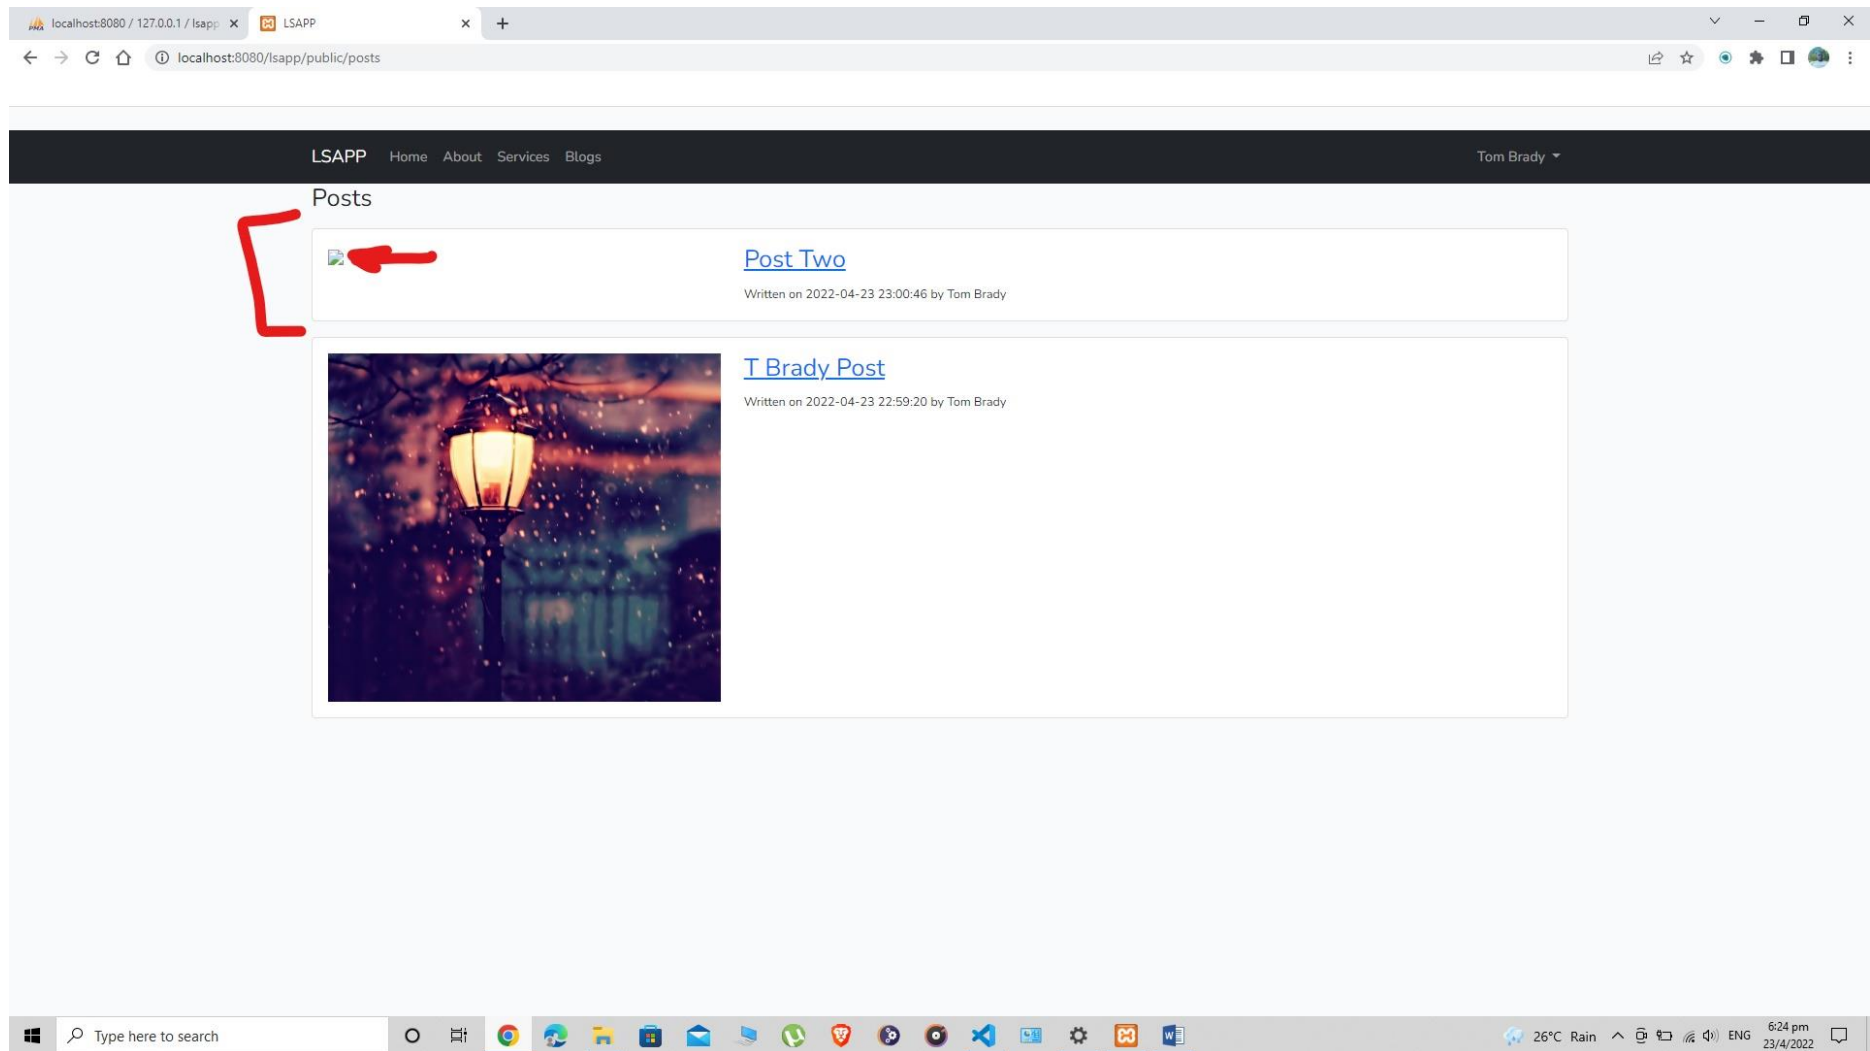 localhost:8080 / 127.0.0.1 / lsapp
LSAPP
localhost:8080/lsapp/public/posts
LSAPP Home About Services Blogs Tom Brady
Posts
Post Two
Written on 2022-04-23 23:00:46 by Tom Brady
T Brady Post
Written on 2022-04-23 22:59:20 by Tom Brady
Type here to search
26°C Rain ENG 6:24 pm
23/4/2022